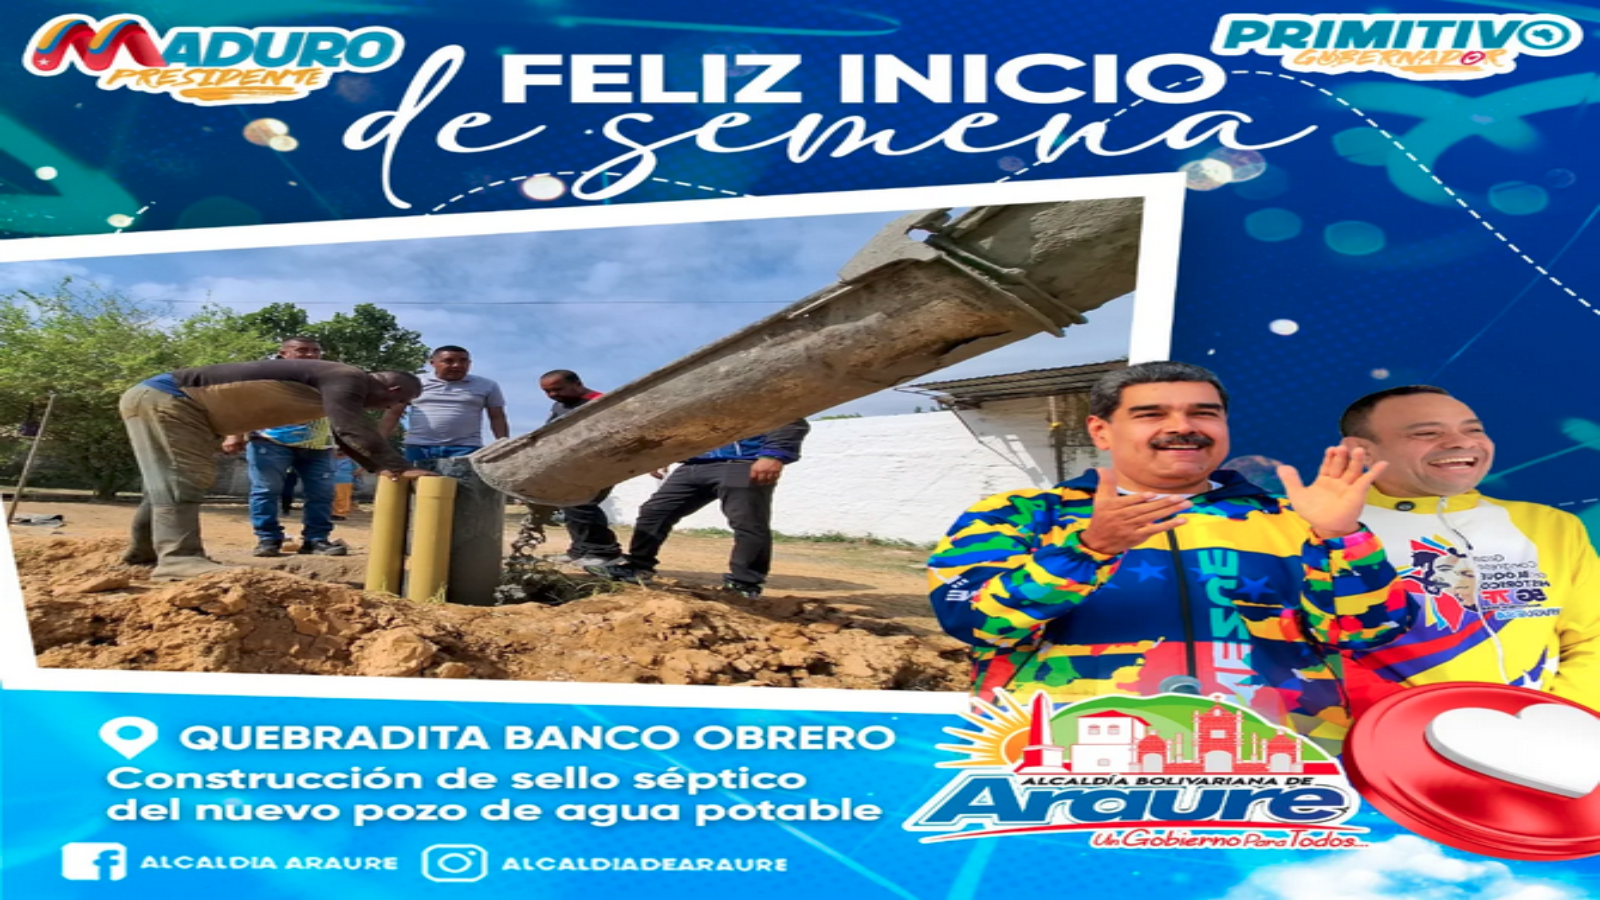 MADURO
PRESIDENTE
PRIMITIVO
GOBERNADOR
FELIZ INICIO
de semena
QUEBRADITA BANCO OBRERO
Construcción de sello séptico
del nuevo pozo de agua potable
ALCALDIA ARAURE
ALCALDIADEARAURE
ALCALDÍA BOLIVARIANA DE
Araure
Un Gobierno Para Todos...